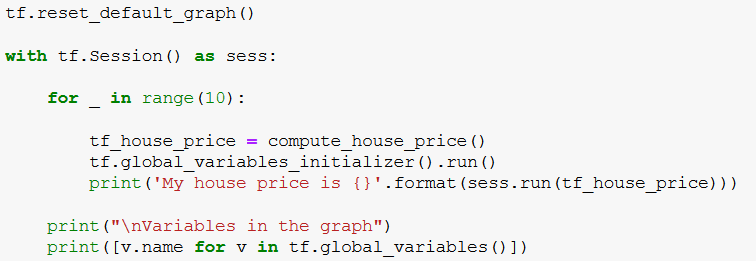 tf.reset_default_graph()
with tf.Session() as sess:
for _ in range(10):
tf_house_price = compute_house_price()
tf.global_variables_initializer().run()
print('My house price is {}'.format(sess.run(tf_house_price)))
print("\nVariables in the graph")
print([v.name for v in tf.global_variables()])